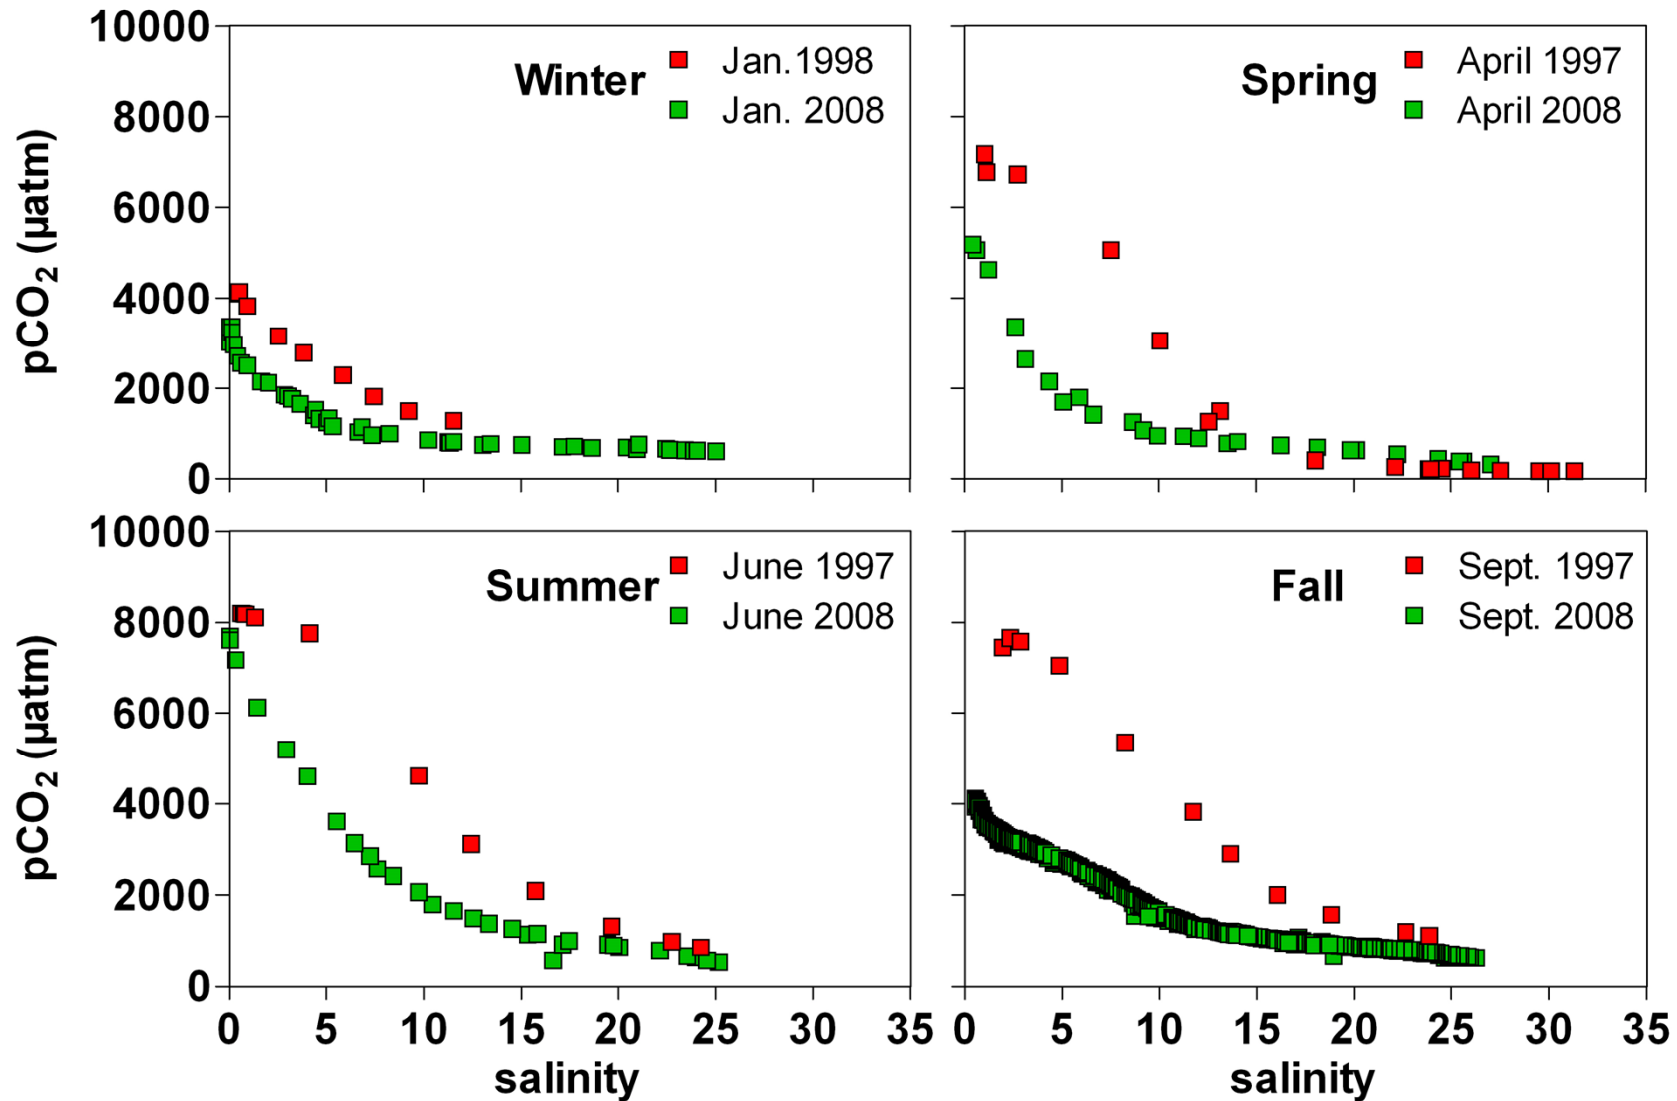 10000
8000
6000
4000
2000
0
pCO2 (µatm)
Winter
Jan.1998
Jan. 2008
Spring
April 1997
April 2008
10000
8000
6000
4000
2000
0
pCO2 (µatm)
Summer
June 1997
June 2008
Fall
Sept. 1997
Sept. 2008
0 5 10 15 20 25 30 35
salinity
0 5 10 15 20 25 30 35
salinity